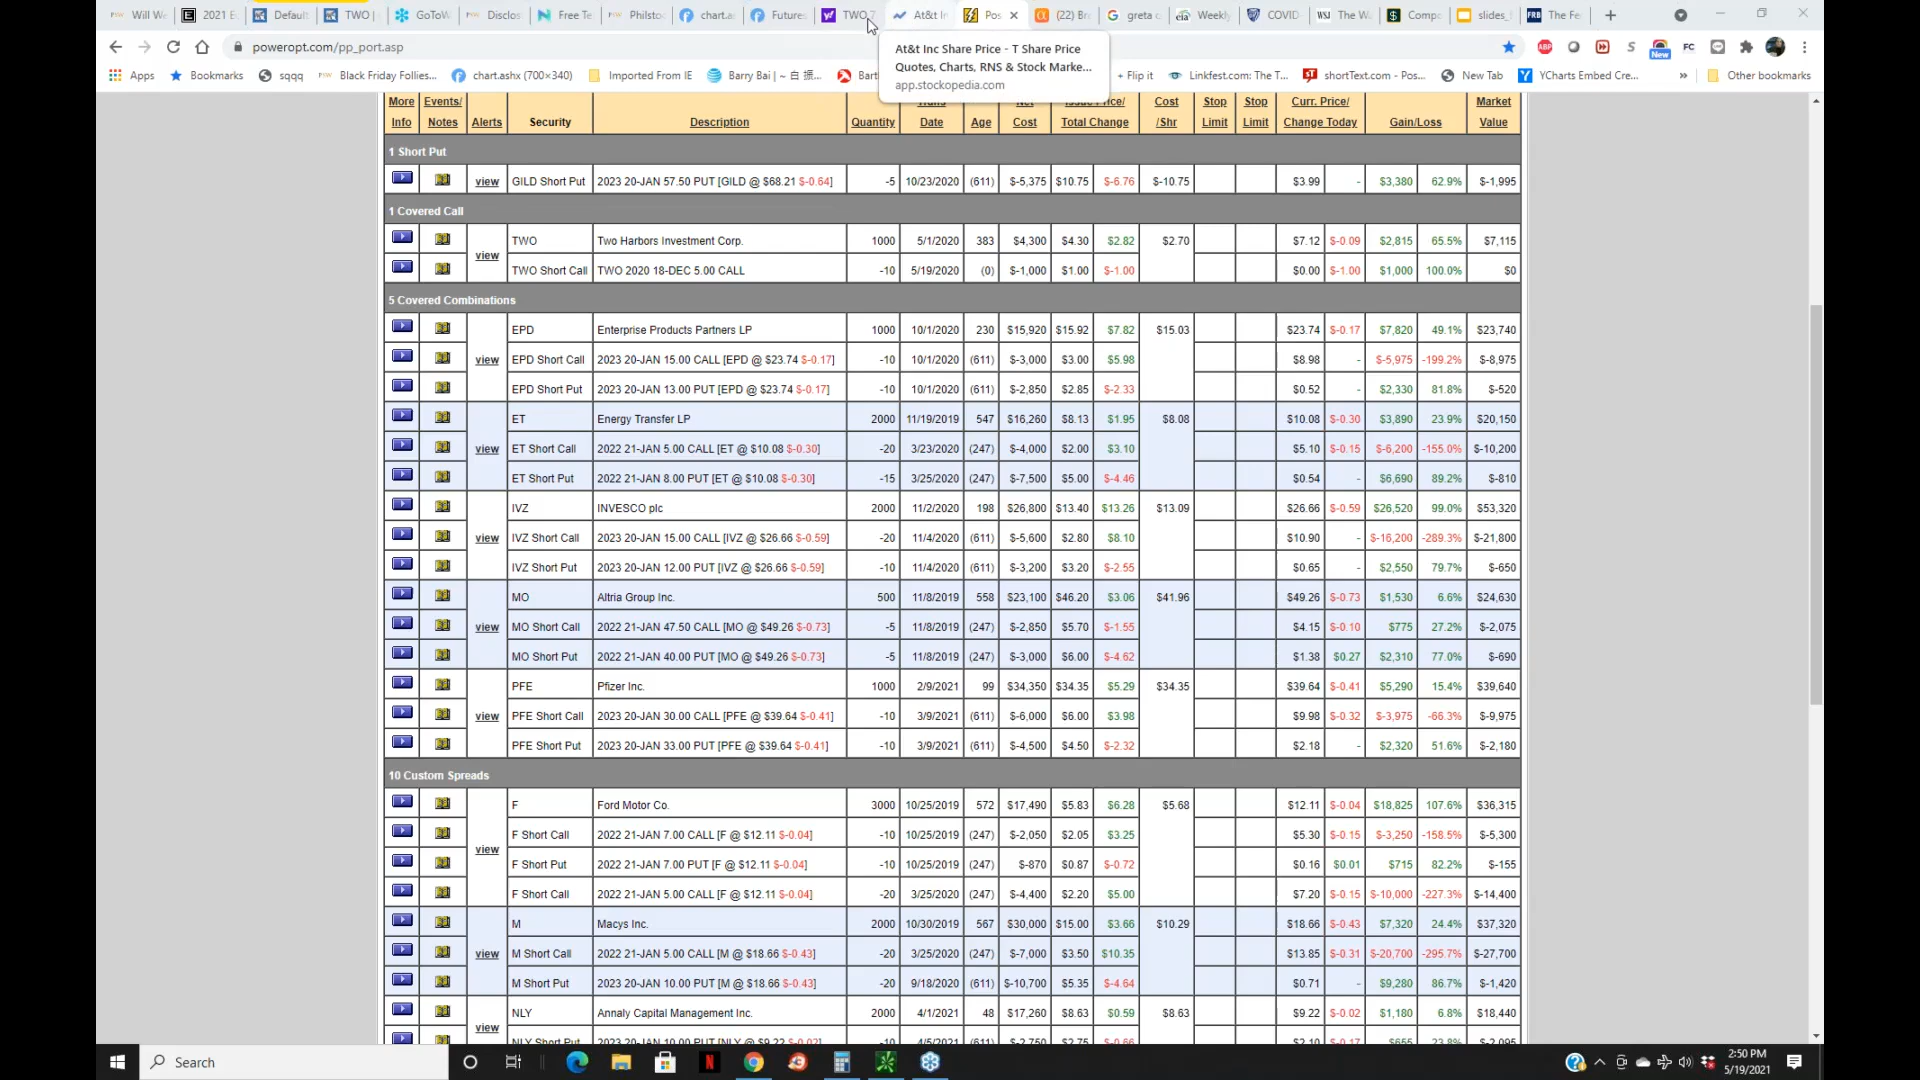 Will We
2021 E
Default
TWO |
GoToW
Disclos
Free Te
Philsto
chart.as
Futures
TWO 7
At&t In
Pos
(22) Br
greta c
Weekly
COVID
The W
Compo
slides_
The Fe
poweropt.com/pp_port.asp
At&t Inc Share Price - T Share Price
Quotes, Charts, RNS & Stock Marke...
app.stockopedia.com
Apps
Bookmarks
sqqq
Black Friday Follies...
chart.ashx (700×340)
Imported From IE
Barry Bai | ~ 白 斑...
+ Flip it
Linkfest.com: The T...
shortText.com - Pos...
New Tab
YCharts Embed Cre...
»
Other bookmarks
More Info Events/ Notes Alerts Security Description Quantity Date Age Cost Total Change Cost /Shr Stop Limit Stop Limit Curr. Price/ Change Today Gain/Loss Market Value
1 Short Put
view GILD Short Put 2023 20-JAN 57.50 PUT [GILD @ $68.21 $-0.64] -5 10/23/2020 (611) $-5,375 $10.75 $-6.76 $-10.75 $3.99 - $3,380 62.9% $-1,995
1 Covered Call
TWO Two Harbors Investment Corp. 1000 5/1/2020 383 $4,300 $4.30 $2.82 $2.70 $7.12 $-0.09 $2,815 65.5% $7,115
view
TWO Short Call TWO 2020 18-DEC 5.00 CALL -10 5/19/2020 (0) $-1,000 $1.00 $-1.00 $0.00 $-1.00 $1,000 100.0% $0
5 Covered Combinations
EPD Enterprise Products Partners LP 1000 10/1/2020 230 $15,920 $15.92 $7.82 $15.03 $23.74 $-0.17 $7,820 49.1% $23,740
view EPD Short Call 2023 20-JAN 15.00 CALL [EPD @ $23.74 $-0.17] -10 10/1/2020 (611) $-3,000 $3.00 $5.98 $8.98 - $-5,975 -199.2% $-8,975
EPD Short Put 2023 20-JAN 13.00 PUT [EPD @ $23.74 $-0.17] -10 10/1/2020 (611) $-2,850 $2.85 $-2.33 $0.52 - $2,330 81.8% $-520
ET Energy Transfer LP 2000 11/19/2019 547 $16,260 $8.13 $1.95 $8.08 $10.08 $-0.30 $3,890 23.9% $20,150
view ET Short Call 2022 21-JAN 5.00 CALL [ET @ $10.08 $-0.30] -20 3/23/2020 (247) $-4,000 $2.00 $3.10 $5.10 $-0.15 $-6,200 -155.0% $-10,200
ET Short Put 2022 21-JAN 8.00 PUT [ET @ $10.08 $-0.30] -15 3/25/2020 (247) $-7,500 $5.00 $-4.46 $0.54 - $6,690 89.2% $-810
IVZ INVESCO plc 2000 11/2/2020 198 $26,800 $13.40 $13.26 $13.09 $26.66 $-0.59 $26,520 99.0% $53,320
view IVZ Short Call 2023 20-JAN 15.00 CALL [IVZ @ $26.66 $-0.59] -20 11/4/2020 (611) $-5,600 $2.80 $8.10 $10.90 - $-16,200 -289.3% $-21,800
IVZ Short Put 2023 20-JAN 12.00 PUT [IVZ @ $26.66 $-0.59] -10 11/4/2020 (611) $-3,200 $3.20 $-2.55 $0.65 - $2,550 79.7% $-650
MO Altria Group Inc. 500 11/8/2019 558 $23,100 $46.20 $3.06 $41.96 $49.26 $-0.73 $1,530 6.6% $24,630
view MO Short Call 2022 21-JAN 47.50 CALL [MO @ $49.26 $-0.73] -5 11/8/2019 (247) $-2,850 $5.70 $-1.55 $4.15 $-0.10 $775 27.2% $-2,075
MO Short Put 2022 21-JAN 40.00 PUT [MO @ $49.26 $-0.73] -5 11/8/2019 (247) $-3,000 $6.00 $-4.62 $1.38 $0.27 $2,310 77.0% $-690
PFE Pfizer Inc. 1000 2/9/2021 99 $34,350 $34.35 $5.29 $34.35 $39.64 $-0.41 $5,290 15.4% $39,640
view PFE Short Call 2023 20-JAN 30.00 CALL [PFE @ $39.64 $-0.41] -10 3/9/2021 (611) $-6,000 $6.00 $3.98 $9.98 $-0.32 $-3,975 -66.3% $-9,975
PFE Short Put 2023 20-JAN 33.00 PUT [PFE @ $39.64 $-0.41] -10 3/9/2021 (611) $-4,500 $4.50 $-2.32 $2.18 - $2,320 51.6% $-2,180
10 Custom Spreads
F Ford Motor Co. 3000 10/25/2019 572 $17,490 $5.83 $6.28 $5.68 $12.11 $-0.04 $18,825 107.6% $36,315
F Short Call 2022 21-JAN 7.00 CALL [F @ $12.11 $-0.04] -10 10/25/2019 (247) $-2,050 $2.05 $3.25 $5.30 $-0.15 $-3,250 -158.5% $-5,300
view
F Short Put 2022 21-JAN 7.00 PUT [F @ $12.11 $-0.04] -10 10/25/2019 (247) $-870 $0.87 $-0.72 $0.16 $0.01 $715 82.2% $-155
F Short Call 2022 21-JAN 5.00 CALL [F @ $12.11 $-0.04] -20 3/25/2020 (247) $-4,400 $2.20 $5.00 $7.20 $-0.15 $-10,000 -227.3% $-14,400
M Macys Inc. 2000 10/30/2019 567 $30,000 $15.00 $3.66 $10.29 $18.66 $-0.43 $7,320 24.4% $37,320
view M Short Call 2022 21-JAN 5.00 CALL [M @ $18.66 $-0.43] -20 3/25/2020 (247) $-7,000 $3.50 $10.35 $13.85 $-0.31 $-20,700 -295.7% $-27,700
M Short Put 2023 20-JAN 10.00 PUT [M @ $18.66 $-0.43] -20 9/18/2020 (611) $-10,700 $5.35 $-4.64 $0.71 - $9,280 86.7% $-1,420
NLY Annaly Capital Management Inc. 2000 4/1/2021 48 $17,260 $8.63 $0.59 $8.63 $9.22 $-0.02 $1,180 6.8% $18,440
view
Search
2:50 PM
5/19/2021